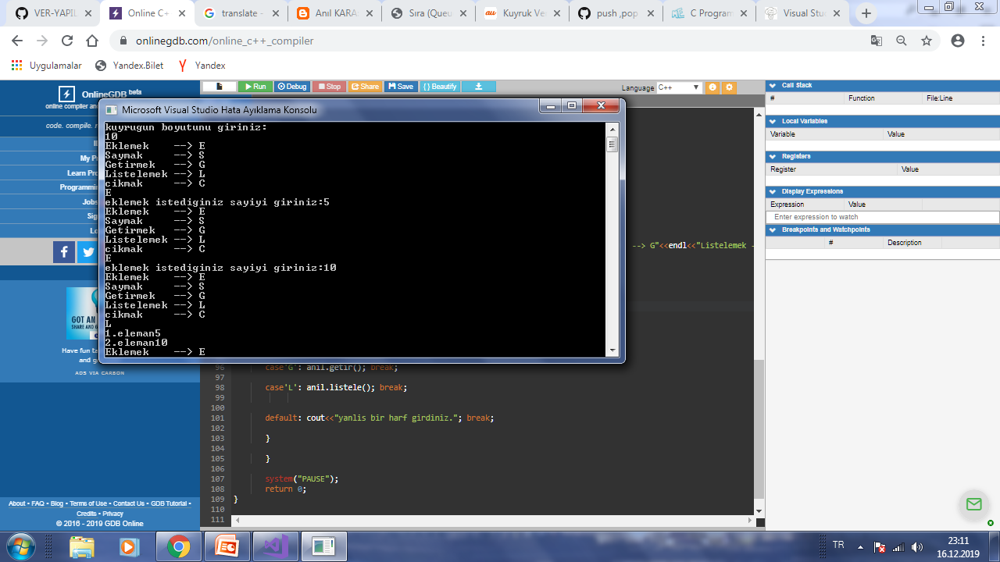 VER-YAPIL
Online C+
translate -
Anıl KARA
Sıra (Queu
Kuyruk Ve
push ,pop
C Program
Visual Stu
onlinegdb.com/online_c++_compiler
Uygulamalar
Yandex.Bilet
Yandex
OnlineGDB beta
online compiler and
code. compile. r
My Pr
Learn Pro
Programmin
Jobs
Sig
Lo
GOT AN
SHARE AND G
Have fun ta
and g
ADS VIA CARBON
About • FAQ • Blog • Terms of Use • Contact Us • GDB Tutorial •
Credits • Privacy
© 2016 - 2019 GDB Online
Run
Debug
Stop
Share
Save
{ } Beautify
Language C++
Microsoft Visual Studio Hata Ayıklama Konsolu
kuyrugun boyutunu giriniz:
10
Eklemek --> E
Saymak --> S
Getirmek --> G
Listelemek --> L
cikmak --> C
E
eklemek istediginiz sayiyi giriniz:5
Eklemek --> E
Saymak --> S
Getirmek --> G
Listelemek --> L
cikmak --> C
E
eklemek istediginiz sayiyi giriniz:10
Eklemek --> E
Saymak --> S
Getirmek --> G
Listelemek --> L
cikmak --> C
L
1.eleman5
2.eleman10
Eklemek --> E
--> G"<<endl<<"Listelemek -
96 case'G': anil.getir(); break;
97
98 case'L': anil.listele(); break;
99
100
101 default: cout<<"yanlis bir harf girdiniz."; break;
102
103 }
104
105 }
106
107 system("PAUSE");
108 return 0;
109 }
110
111
Call Stack
# Function File:Line
Local Variables
Variable Value
Registers
Register Value
Display Expressions
Expression Value
Enter expression to watch
Breakpoints and Watchpoints
# Description
TR
23:11
16.12.2019